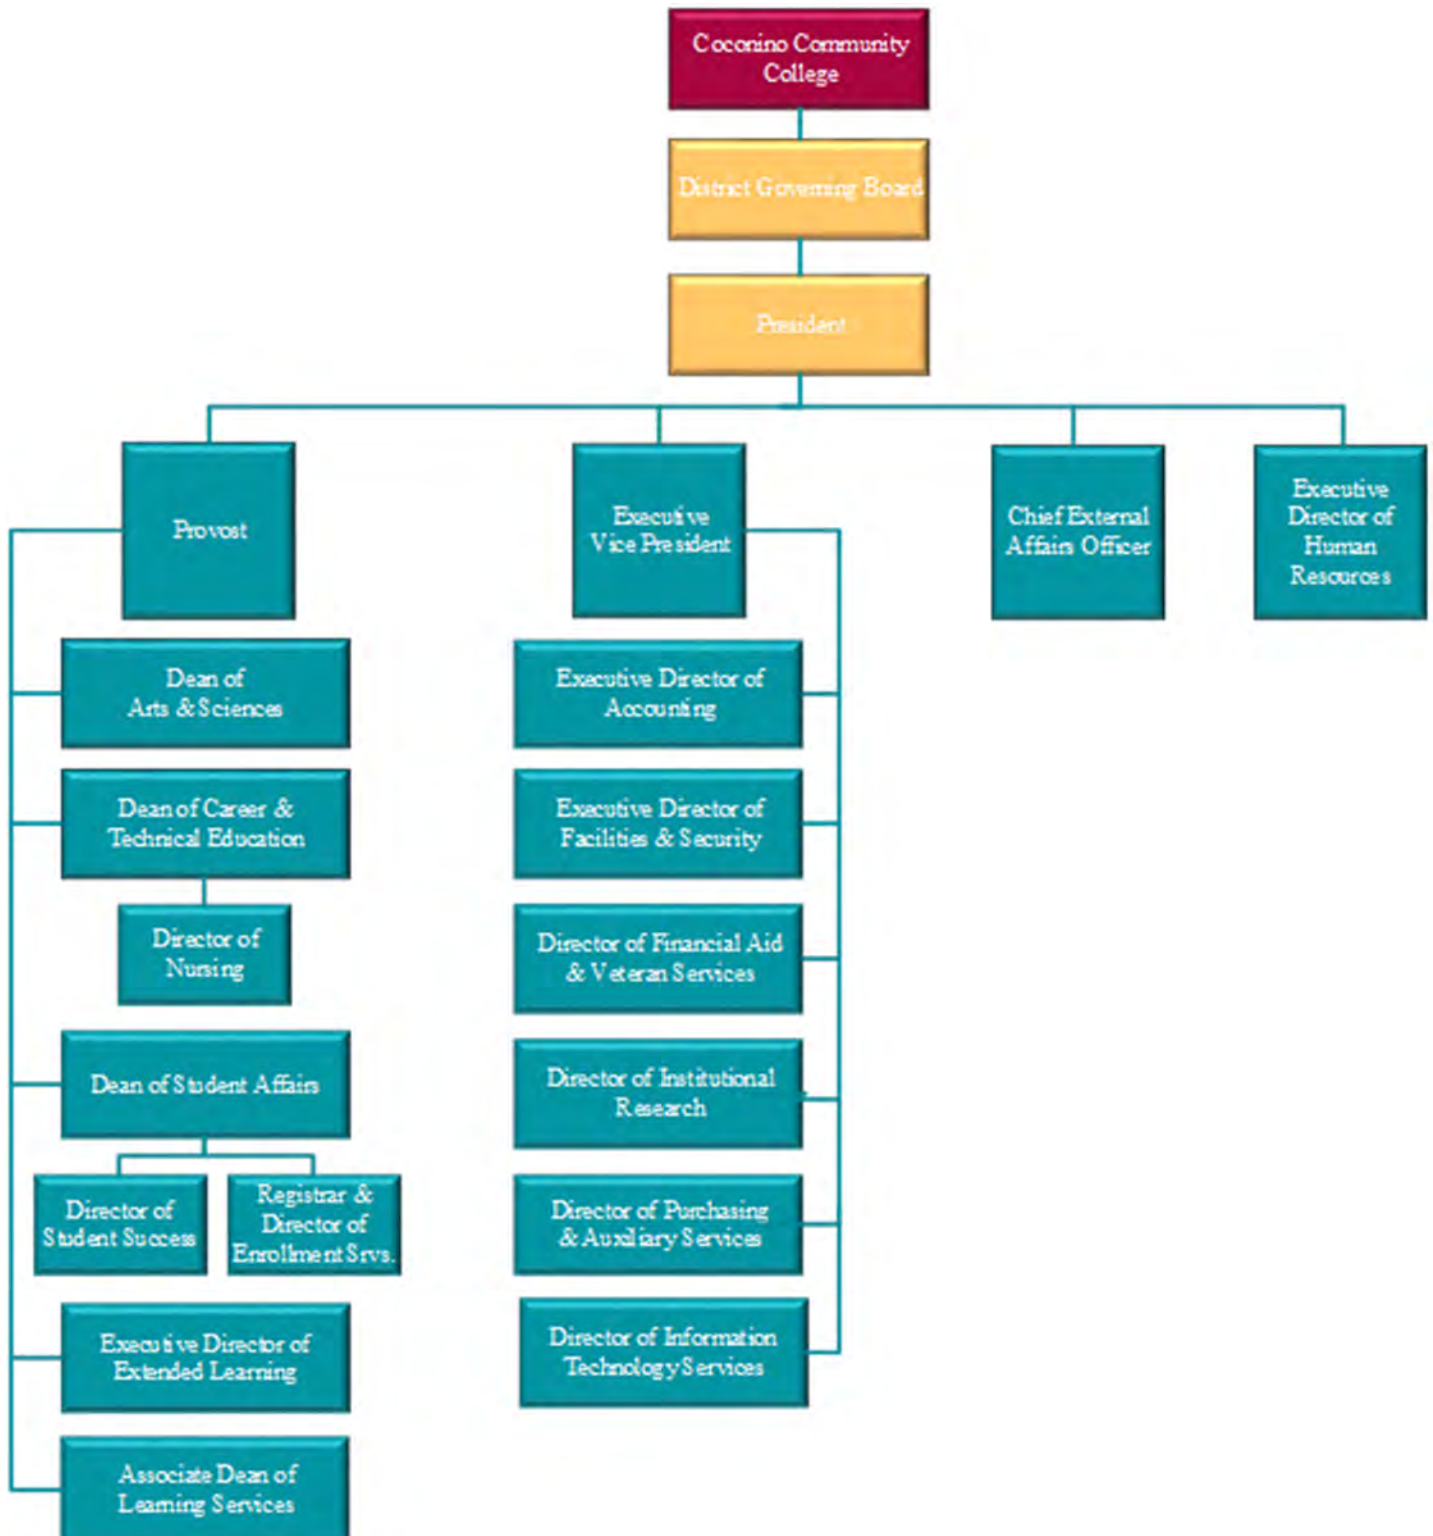 Coconino Community
College
District Governing Board
President
Provost
Executive
Vice President
Chief External
Affairs Officer
Executive
Director of
Human
Resources
Dean of
Arts & Sciences
Dean of Career &
Technical Education
Director of
Nursing
Dean of Student Affairs
Director of
Student Success
Registrar &
Director of
Enrollment Srvs.
Executive Director of
Extended Learning
Associate Dean of
Learning Services
Executive Director of
Accounting
Executive Director of
Facilities & Security
Director of Financial Aid
& Veteran Services
Director of Institutional
Research
Director of Purchasing
& Auxiliary Services
Director of Information
Technology Services